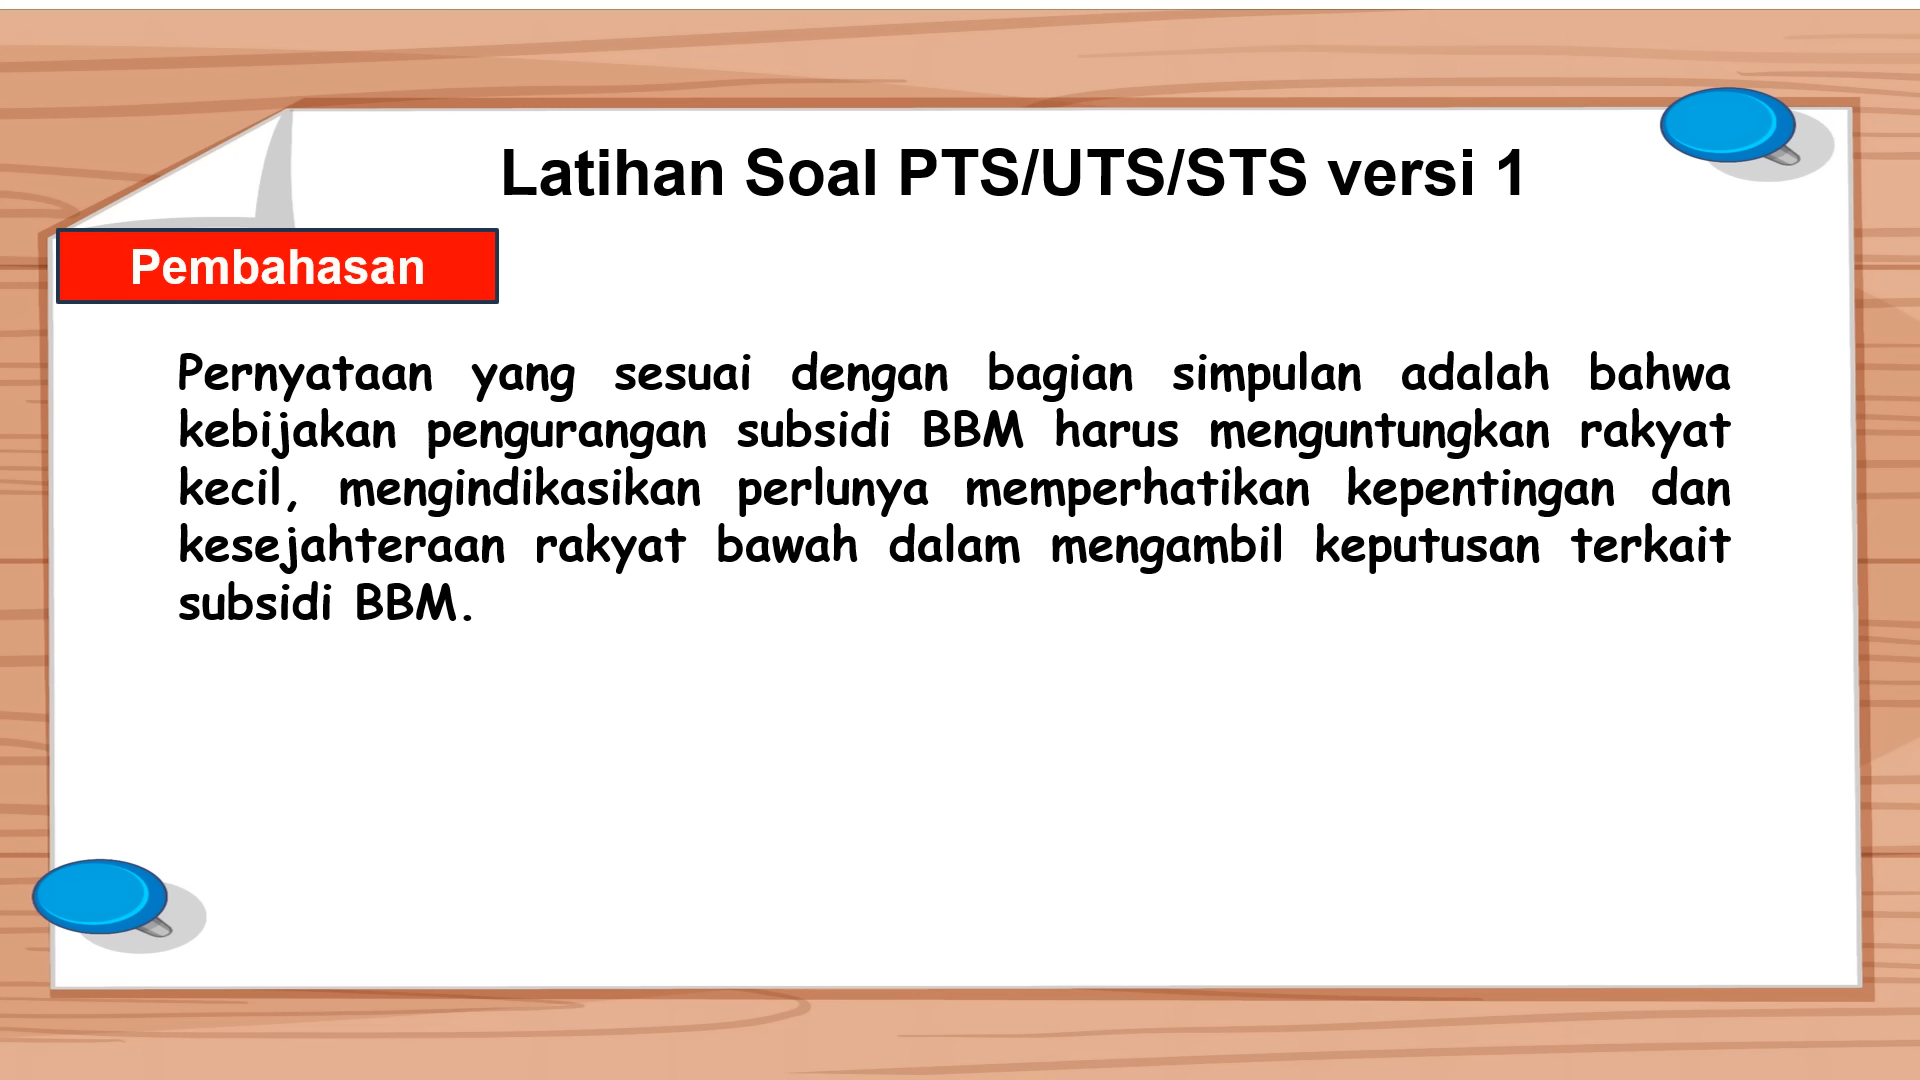 Latihan Soal PTS/UTS/STS versi 1
Pembahasan
Pernyataan yang sesuai dengan bagian simpulan adalah bahwa
kebijakan pengurangan subsidi BBM harus menguntungkan rakyat
kecil, mengindikasikan perlunya memperhatikan kepentingan dan
kesejahteraan rakyat bawah dalam mengambil keputusan terkait
subsidi BBM.